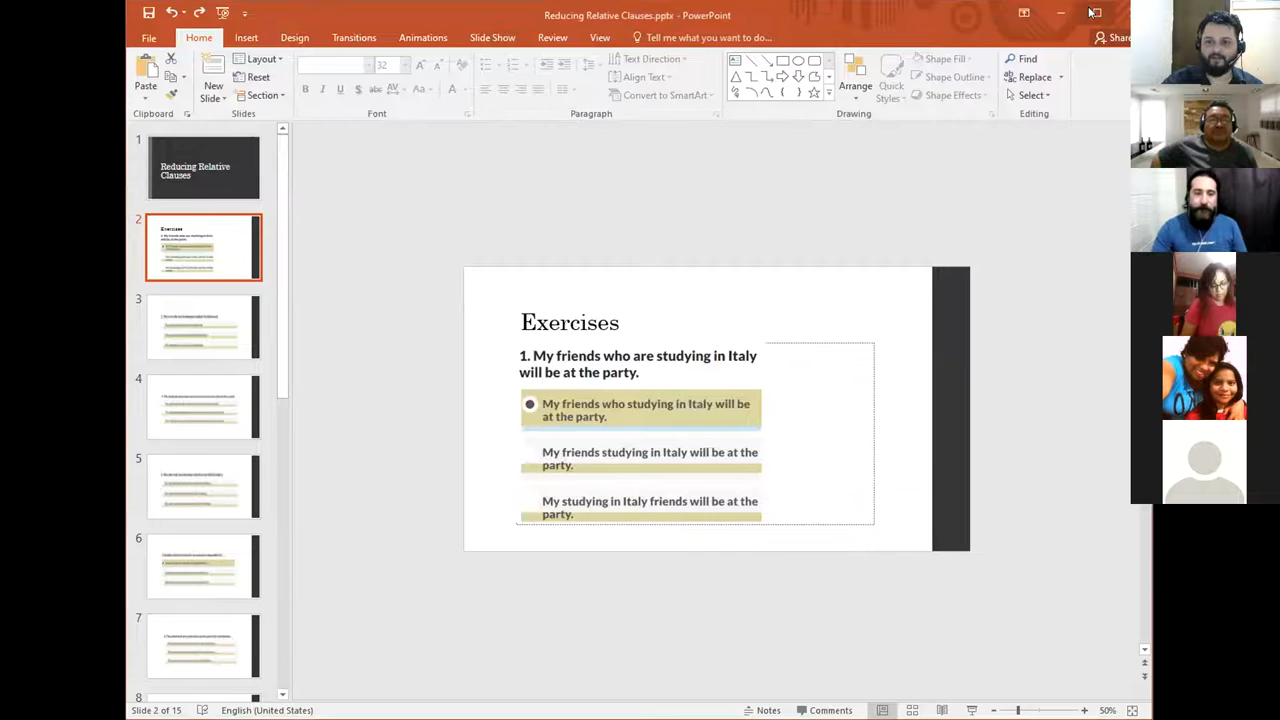 Reducing Relative Clauses.pptx - PowerPoint
File Home Insert Design Transitions Animations Slide Show Review View Tell me what you want to do... Share
Paste
Clipboard
New
Slide
Layout
Reset
Section
Slides
32
B I U S abc AV Aa A
Font
Text Direction
Align Text
Convert to SmartArt
Paragraph
Arrange
Quick
Styles
Shape Fill
Shape Outline
Shape Effects
Drawing
Find
Replace
Select
Editing
1
Reducing Relative
Clauses
2
Exercises
3
4
5
6
7
8
Exercises
1. My friends who are studying in Italy
will be at the party.
My friends who studying in Italy will be
at the party.
My friends studying in Italy will be at the
party.
My studying in Italy friends will be at the
party.
Slide 2 of 15 English (United States) Notes Comments 50%